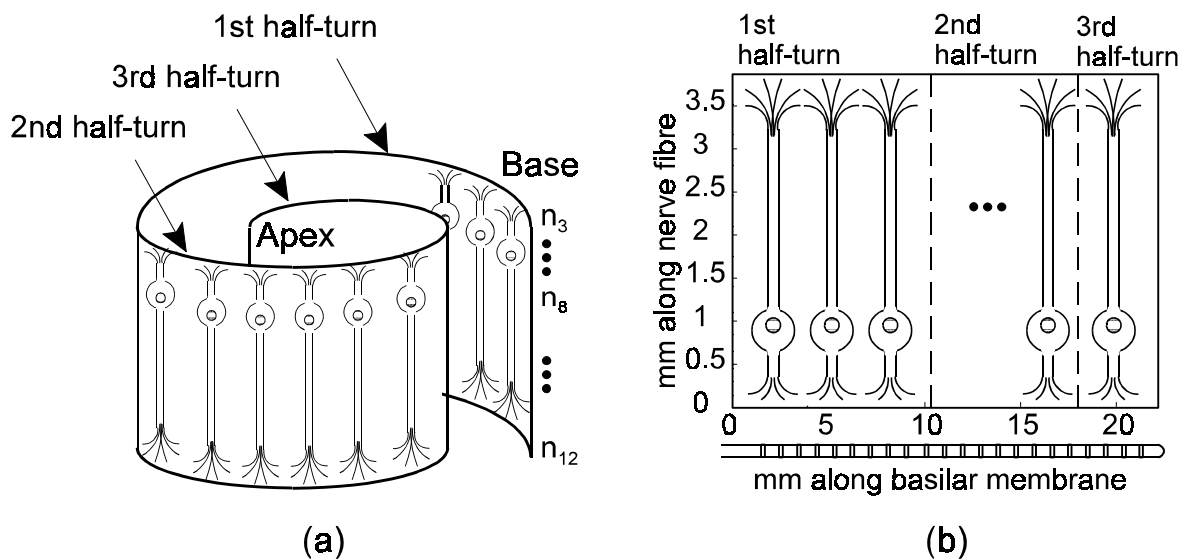 1st half-turn
3rd half-turn
2nd half-turn
Base
Apex
n3
n8
n12
(a)
1st half-turn
2nd half-turn
3rd half-turn
mm along nerve fibre
3.5
3
2.5
2
1.5
1
0.5
0
0 5 10 15 20
mm along basilar membrane
(b)